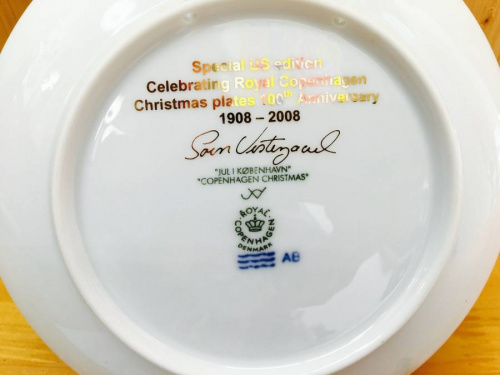 Special US edition
Celebrating Royal Copenhagen
Christmas plates 100th Anniversary
1908 – 2008
Sven Vestergaard
"JUL I KØBENHAVN"
"COPENHAGEN CHRISTMAS"
ROYAL
COPENHAGEN
DENMARK
AB